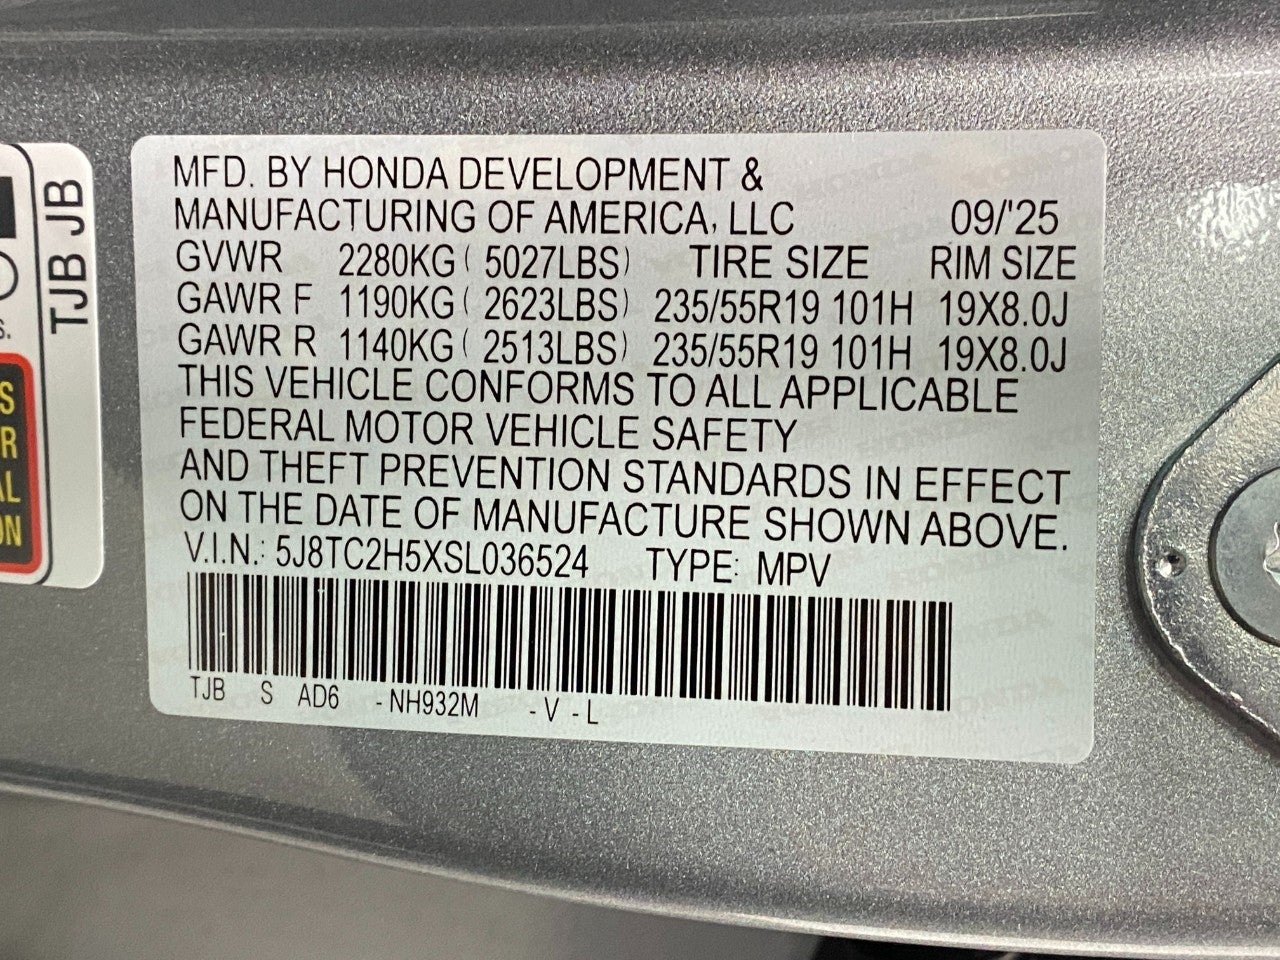 MFD. BY HONDA DEVELOPMENT &
MANUFACTURING OF AMERICA, LLC 09/'25
GVWR 2280KG ( 5027LBS) TIRE SIZE RIM SIZE
GAWR F 1190KG ( 2623LBS) 235/55R19 101H 19X8.0J
GAWR R 1140KG ( 2513LBS) 235/55R19 101H 19X8.0J
THIS VEHICLE CONFORMS TO ALL APPLICABLE
FEDERAL MOTOR VEHICLE SAFETY
AND THEFT PREVENTION STANDARDS IN EFFECT
ON THE DATE OF MANUFACTURE SHOWN ABOVE.
V.I.N.: 5J8TC2H5XSL036524 TYPE: MPV
TJB S AD6 -NH932M -V -L
TJB JB